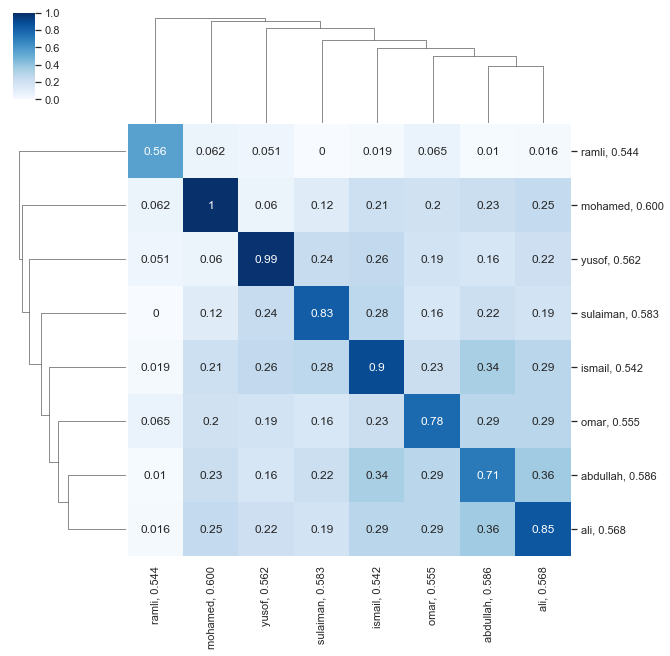 1.0
0.8
0.6
0.4
0.2
0.0
0.56 0.062 0.051 0 0.019 0.065 0.01 0.016 ramli, 0.544
0.062 1 0.06 0.12 0.21 0.2 0.23 0.25 mohamed, 0.600
0.051 0.06 0.99 0.24 0.26 0.19 0.16 0.22 yusof, 0.562
0 0.12 0.24 0.83 0.28 0.16 0.22 0.19 sulaiman, 0.583
0.019 0.21 0.26 0.28 0.9 0.23 0.34 0.29 ismail, 0.542
0.065 0.2 0.19 0.16 0.23 0.78 0.29 0.29 omar, 0.555
0.01 0.23 0.16 0.22 0.34 0.29 0.71 0.36 abdullah, 0.586
0.016 0.25 0.22 0.19 0.29 0.29 0.36 0.85 ali, 0.568
ramli, 0.544
mohamed, 0.600
yusof, 0.562
sulaiman, 0.583
ismail, 0.542
omar, 0.555
abdullah, 0.586
ali, 0.568